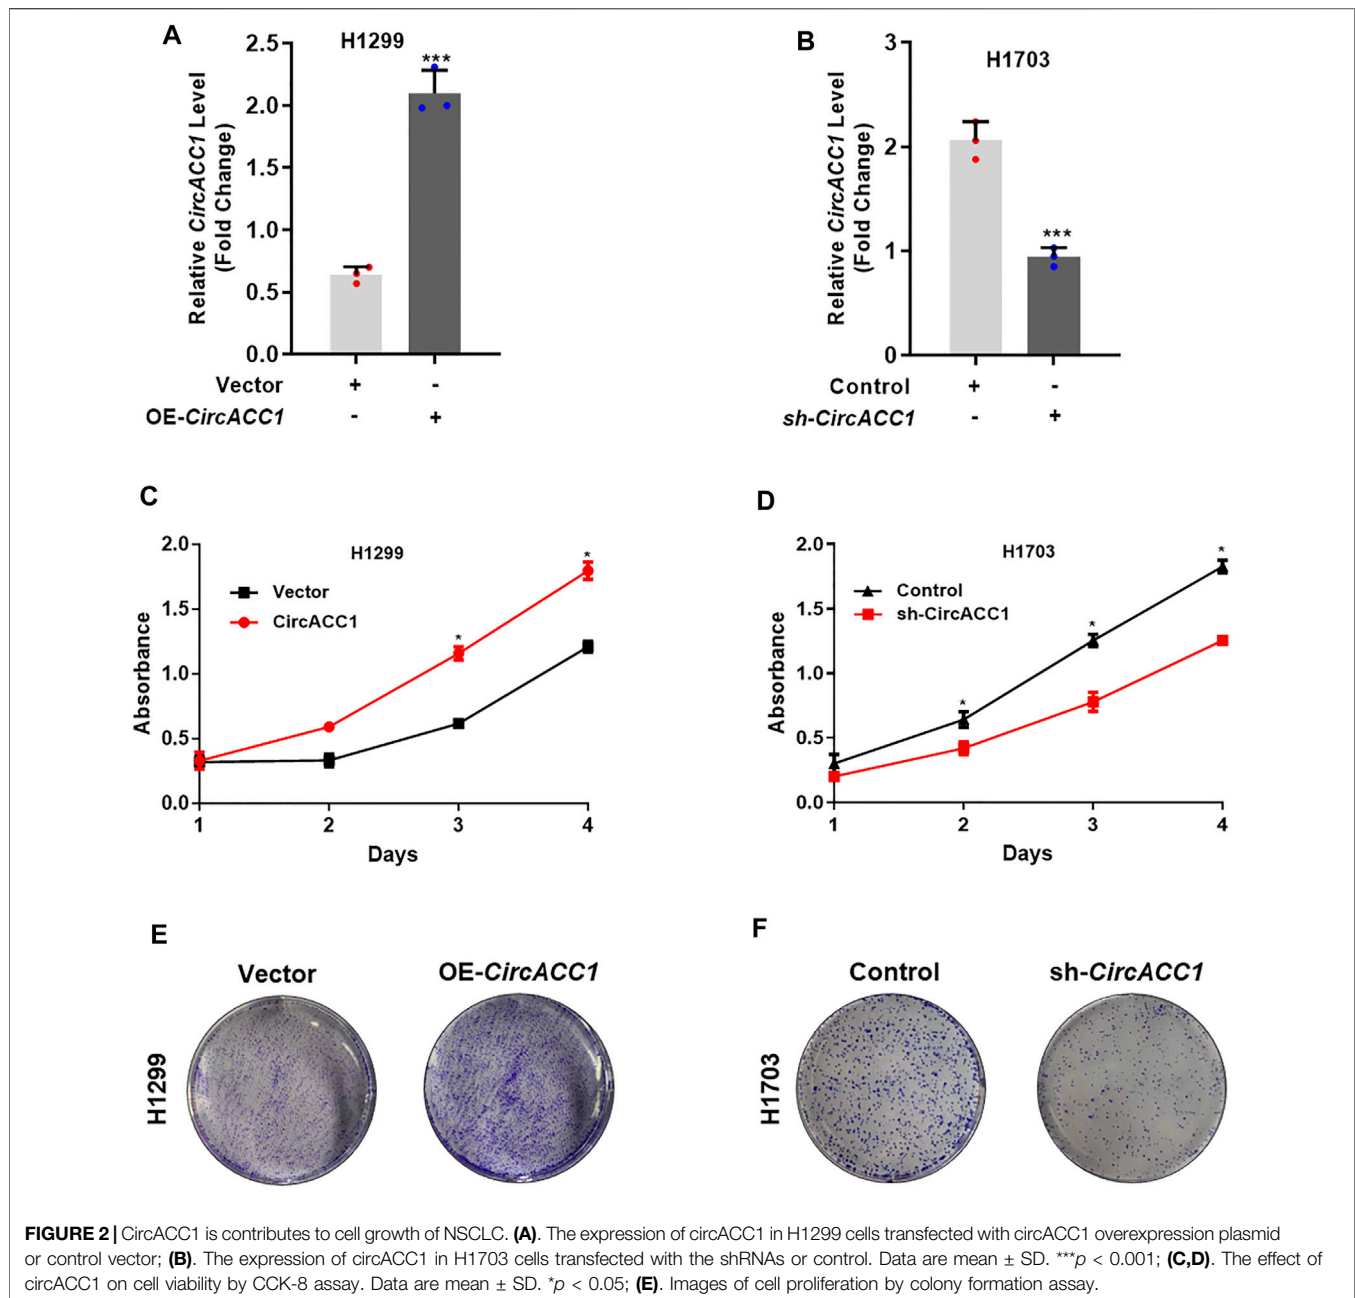 A
H1299
Relative CircACC1 Level
(Fold Change)
2.5
2.0
1.5
1.0
0.5
0.0
***
Vector + -
OE-CircACC1 - +
B
H1703
Relative CircACC1 Level
(Fold Change)
3
2
1
0
***
Control + -
sh-CircACC1 - +
C
H1299
Absorbance
2.0
1.5
1.0
0.5
0.0
Vector
CircACC1
*
*
1 2 3 4
Days
D
H1703
Absorbance
2.0
1.5
1.0
0.5
0.0
Control
sh-CircACC1
*
*
*
1 2 3 4
Days
E
Vector OE-CircACC1
H1299
F
Control sh-CircACC1
H1703
FIGURE 2 | CircACC1 is contributes to cell growth of NSCLC. (A). The expression of circACC1 in H1299 cells transfected with circACC1 overexpression plasmid
or control vector; (B). The expression of circACC1 in H1703 cells transfected with the shRNAs or control. Data are mean ± SD. ***p < 0.001; (C,D). The effect of
circACC1 on cell viability by CCK-8 assay. Data are mean ± SD. *p < 0.05; (E). Images of cell proliferation by colony formation assay.